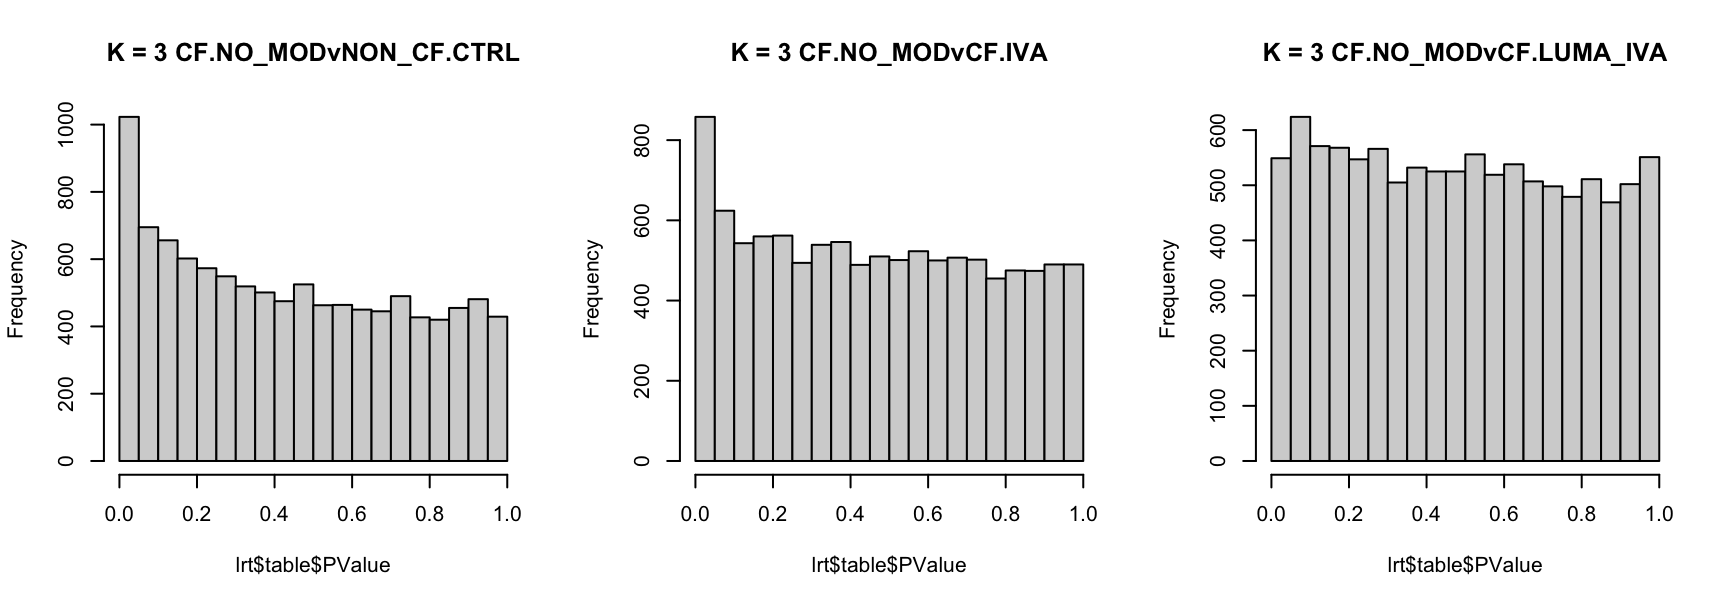 K = 3 CF.NO_MODvNON_CF.CTRL
Frequency
1000
800
600
400
200
0
0.0 0.2 0.4 0.6 0.8 1.0
lrt$table$PValue
K = 3 CF.NO_MODvCF.IVA
Frequency
800
600
400
200
0
0.0 0.2 0.4 0.6 0.8 1.0
lrt$table$PValue
K = 3 CF.NO_MODvCF.LUMA_IVA
Frequency
600
500
400
300
200
100
0
0.0 0.2 0.4 0.6 0.8 1.0
lrt$table$PValue